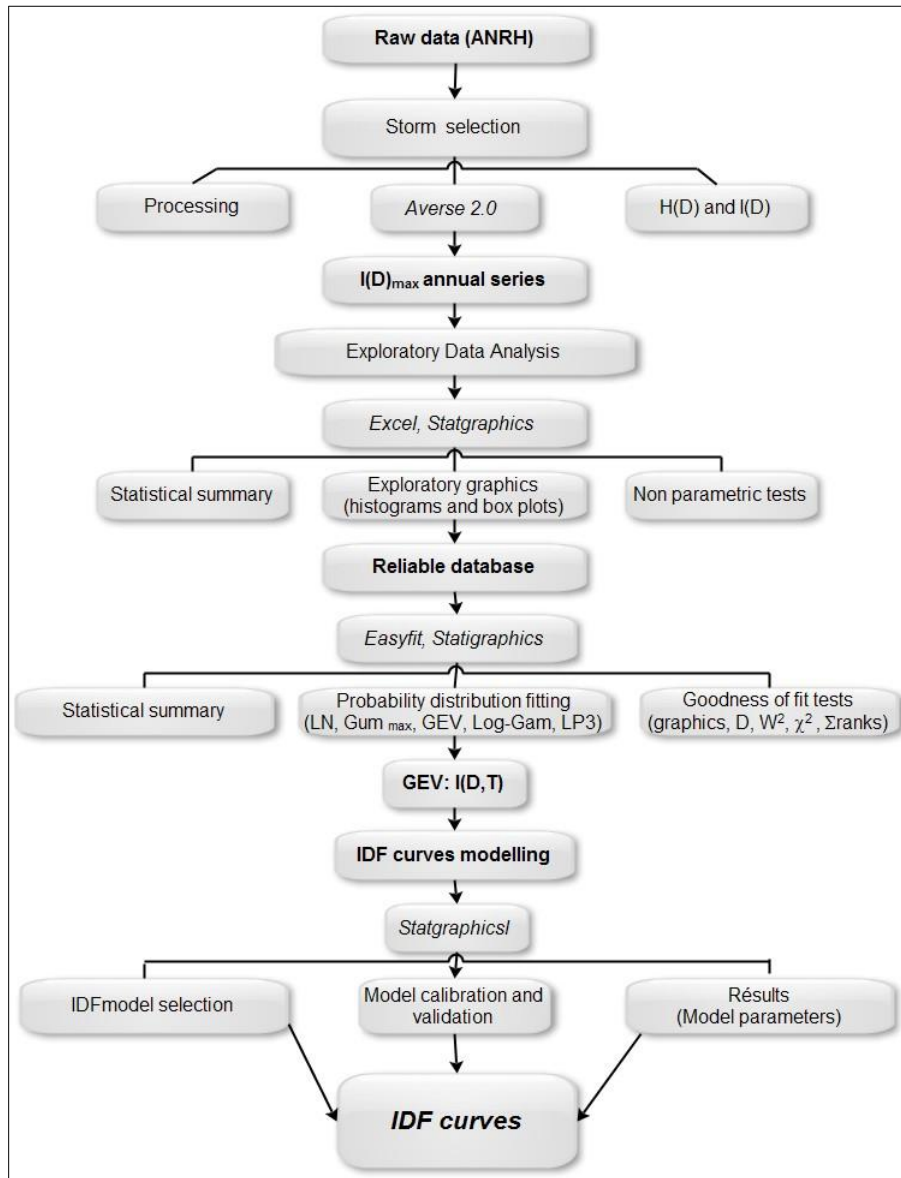 Raw data (ANRH)
Storm selection
Processing
Averse 2.0
H(D) and I(D)
I(D)max annual series
Exploratory Data Analysis
Excel, Statgraphics
Statistical summary
Exploratory graphics
(histograms and box plots)
Non parametric tests
Reliable database
Easyfit, Statigraphics
Statistical summary
Probability distribution fitting
(LN, Gum max, GEV, Log-Gam, LP3)
Goodness of fit tests
(graphics, D, W², χ², Σranks)
GEV: I(D,T)
IDF curves modelling
Statgraphicsl
IDFmodel selection
Model calibration and
validation
Résults
(Model parameters)
IDF curves